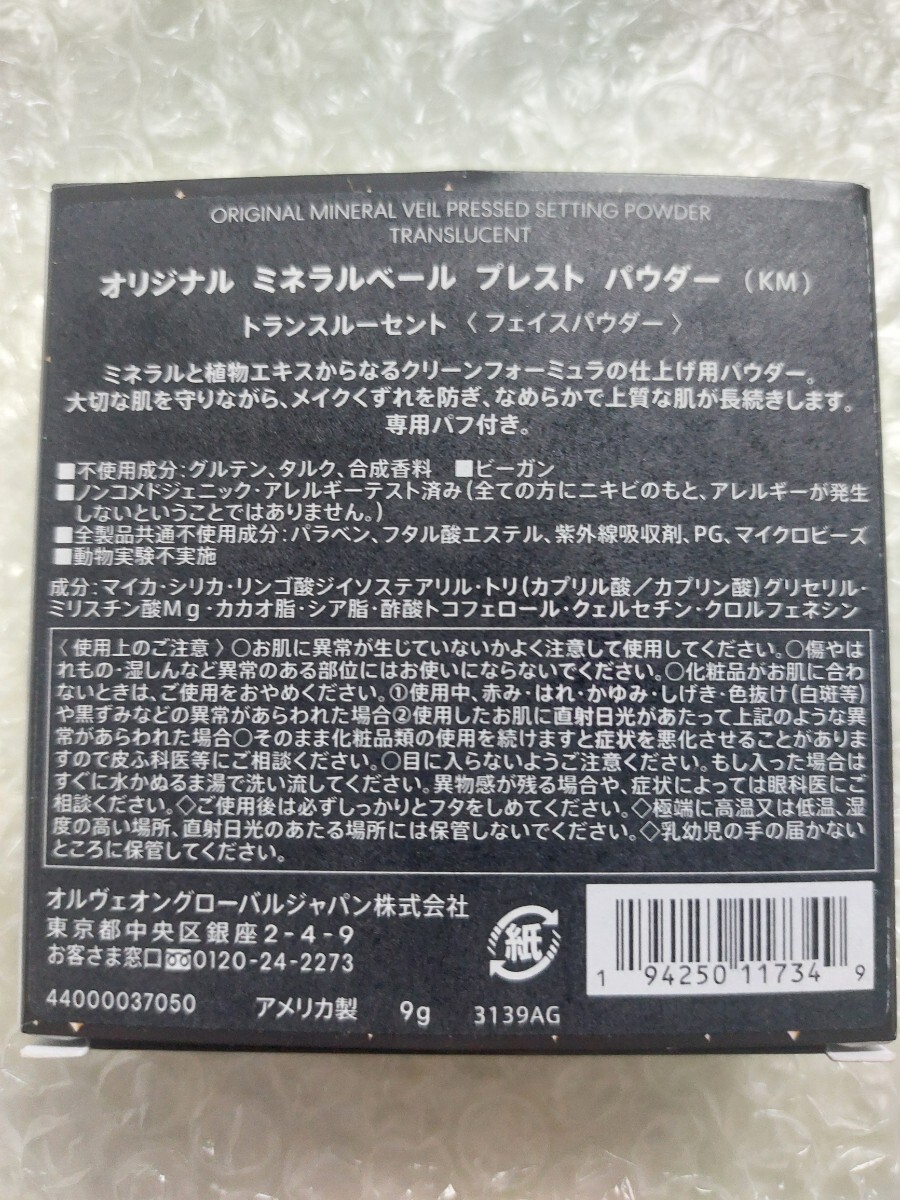 ORIGINAL MINERAL VEIL PRESSED SETTING POWDER
TRANSLUCENT
オリジナル ミネラルベール プレスト パウダー (KM)
トランスルーセント 〈フェイスパウダー〉
ミネラルと植物エキスからなるクリーンフォーミュラの仕上げ用パウダー。
大切な肌を守りながら、メイクくずれを防ぎ、なめらかで上質な肌が長続きします。
専用パフ付き。
■不使用成分:グルテン、タルク、合成香料 ■ビーガン
■ノンコメドジェニック・アレルギーテスト済み(全ての方にニキビのもと、アレルギーが発生
しないということではありません。)
■全製品共通不使用成分:パラベン、フタル酸エステル、紫外線吸収剤、PG、マイクロビーズ
■動物実験不実施
成分:マイカ・シリカ・リンゴ酸ジイソステアリル・トリ(カプリル酸/カプリン酸)グリセリル・
ミリスチン酸Mg・カカオ脂・シア脂・酢酸トコフェロール・クェルセチン・クロルフェネシン
〈使用上のご注意〉○お肌に異常が生じていないかよく注意して使用してください。○傷やは
れもの・湿しんなど異常のある部位にはお使いにならないでください。○化粧品がお肌に合わ
ないときは、ご使用をおやめください。①使用中、赤み・はれ・かゆみ・しげき・色抜け(白斑等)
や黒ずみなどの異常があらわれた場合②使用したお肌に直射日光があたって上記のような異
常があらわれた場合○そのまま化粧品類の使用を続けますと症状を悪化させることがありま
すので皮ふ科医等にご相談ください。○目に入らないようご注意ください。もし入った場合は
すぐに水かぬるま湯で洗い流してください。異物感が残る場合や、症状によっては眼科医にご
相談ください。◇ご使用後は必ずしっかりとフタをしめてください。◇極端に高温又は低温、湿
度の高い場所、直射日光のあたる場所には保管しないでください。◇乳幼児の手の届かない
ところに保管してください。
オルヴェオングローバルジャパン株式会社
東京都中央区銀座2-4-9
お客さま窓口 0120-24-2273
44000037050 アメリカ製 9g 3139AG
紙
1 94250 11734 9